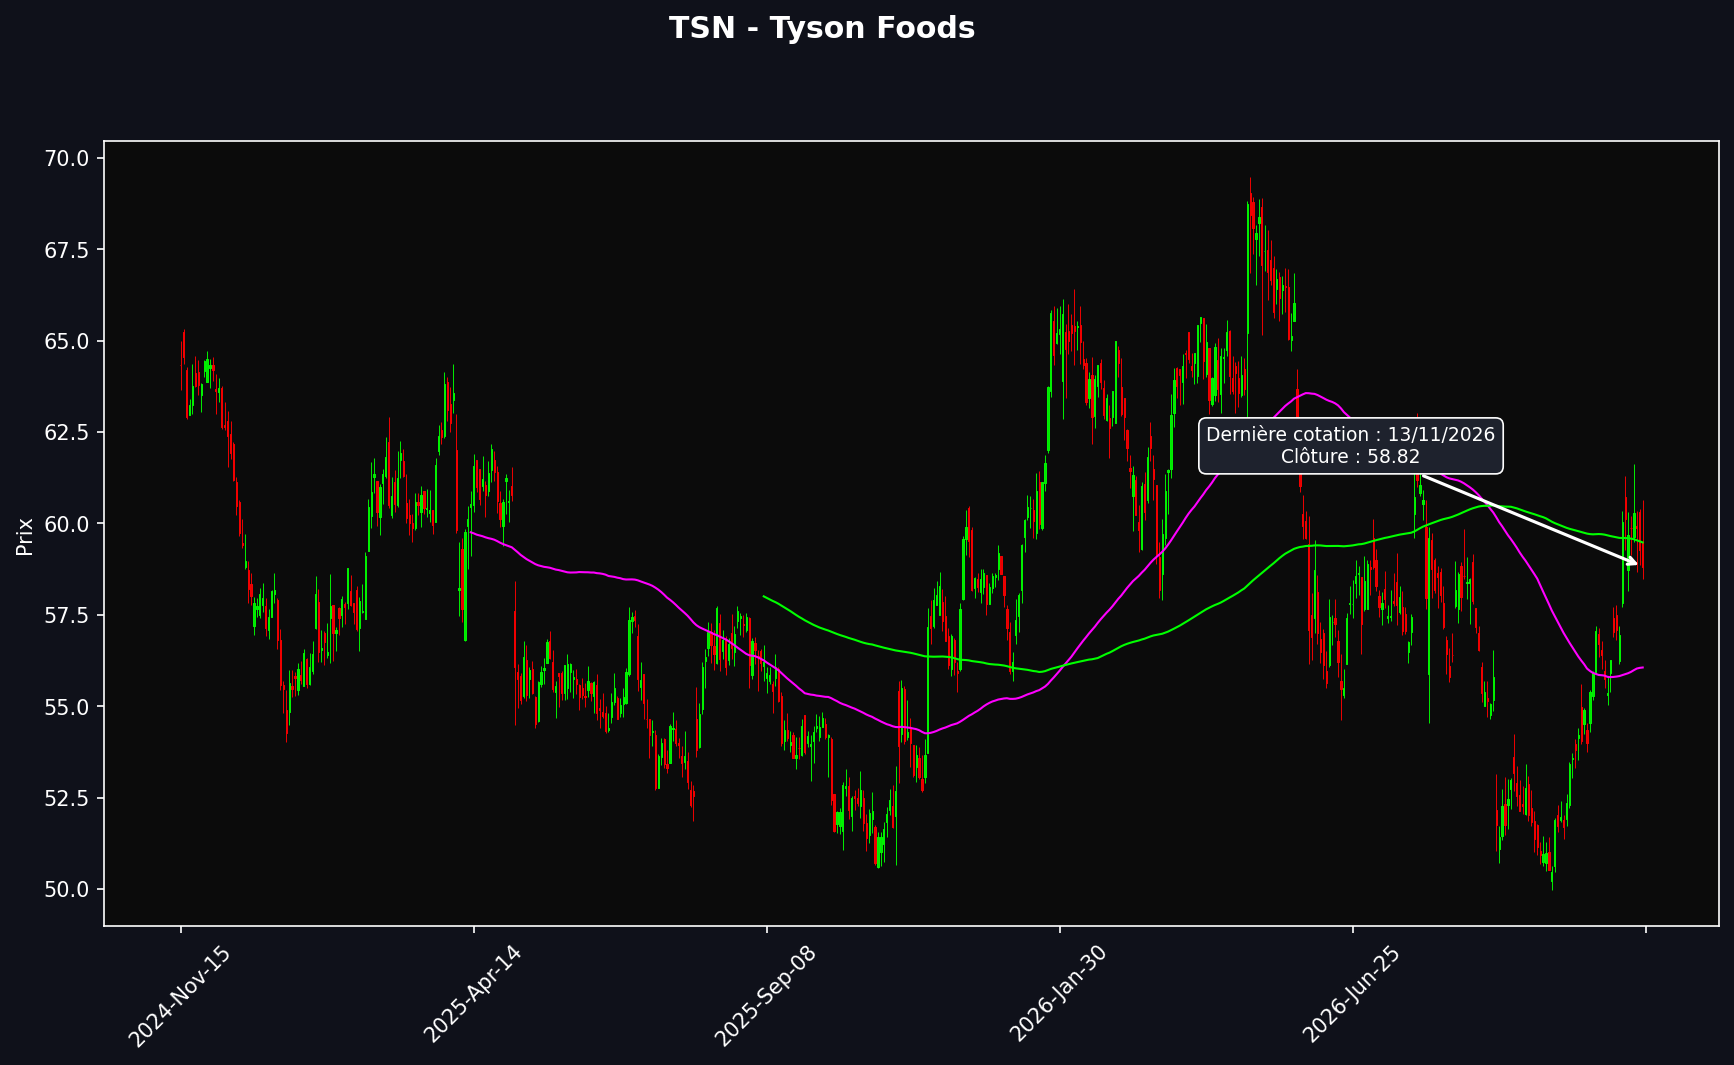 TSN - Tyson Foods
Prix
70.0
67.5
65.0
62.5
60.0
57.5
55.0
52.5
50.0
Dernière cotation : 13/11/2026
Clôture : 58.82
2024-Nov-15
2025-Apr-14
2025-Sep-08
2026-Jan-30
2026-Jun-25